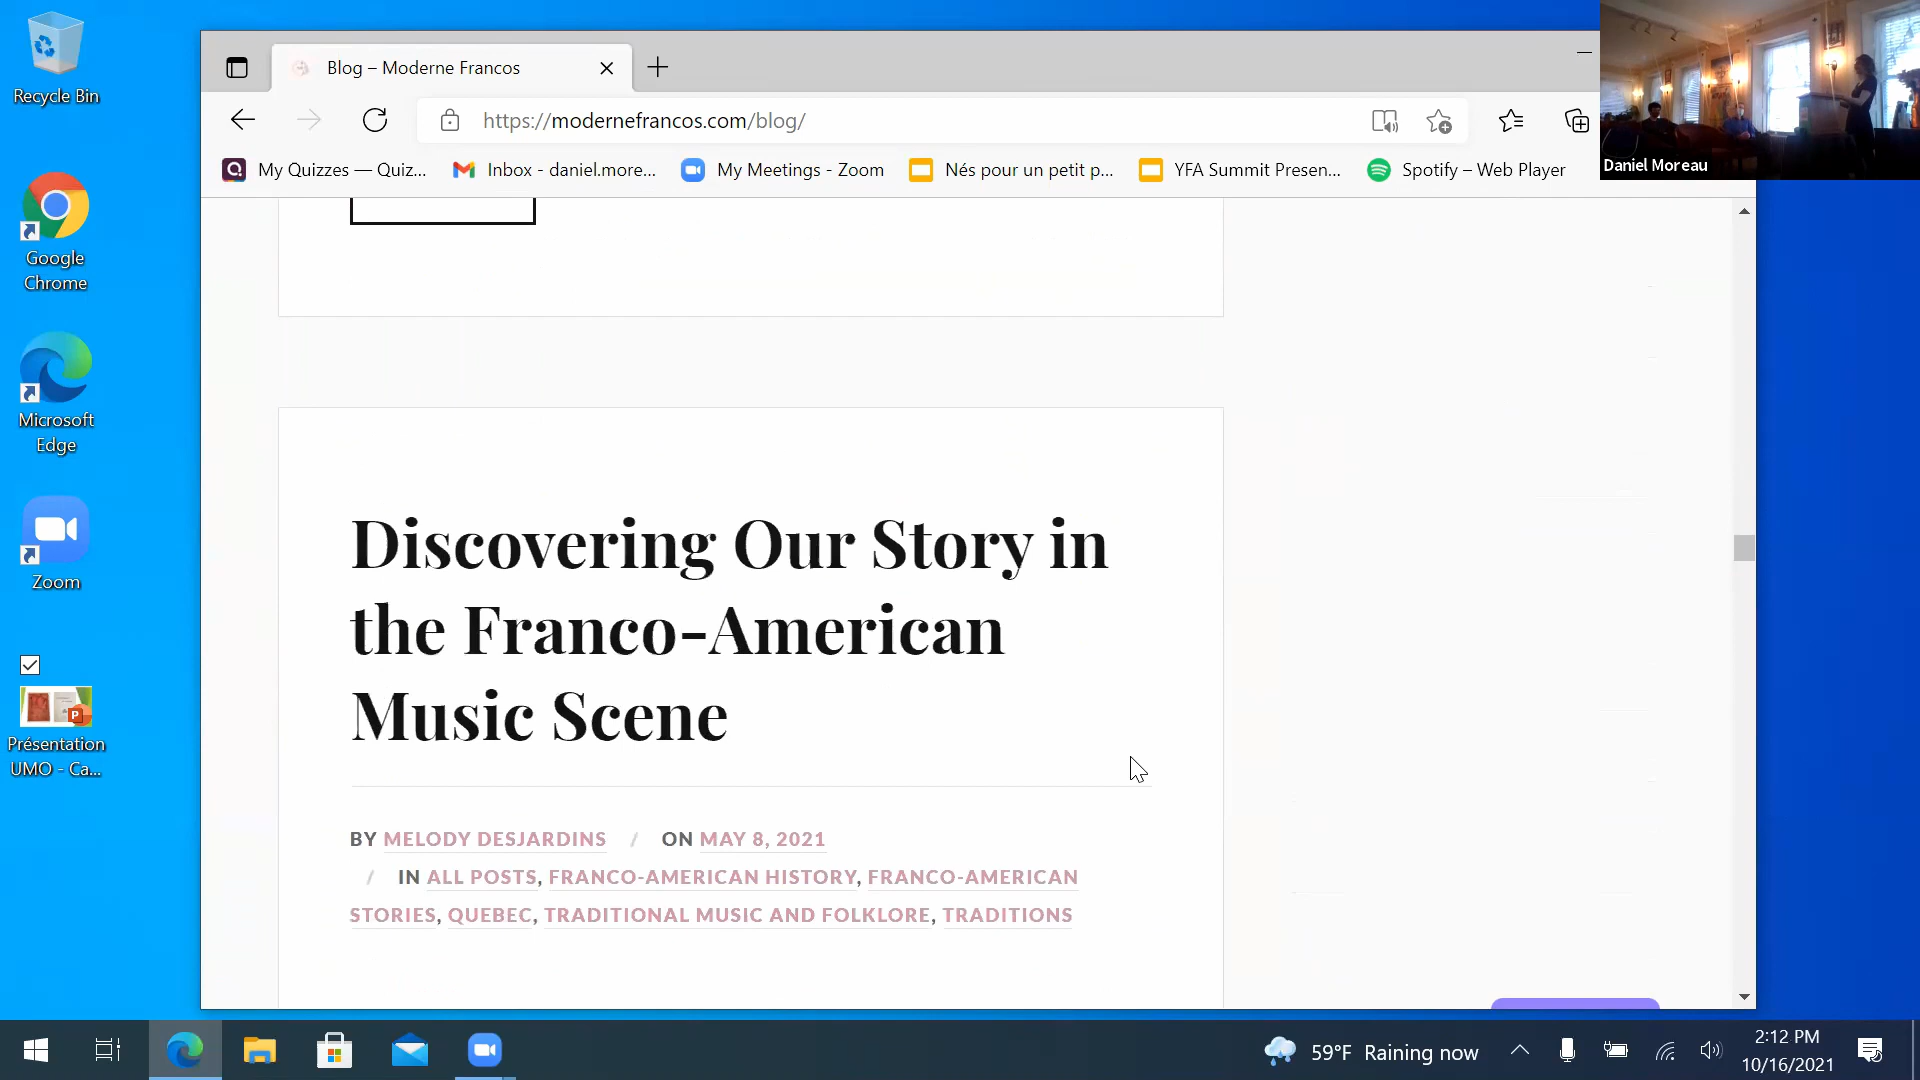 Recycle Bin
Google
Chrome
Microsoft
Edge
Zoom
Présentation
UMO - Ca...
Blog – Moderne Francos
https://modernefrancos.com/blog/
My Quizzes — Quiz...
Inbox - daniel.more...
My Meetings - Zoom
Nés pour un petit p...
YFA Summit Presen...
Spotify – Web Player
Daniel Moreau
Discovering Our Story in
the Franco-American
Music Scene
BY MELODY DESJARDINS / ON MAY 8, 2021
/ IN ALL POSTS, FRANCO-AMERICAN HISTORY, FRANCO-AMERICAN
STORIES, QUEBEC, TRADITIONAL MUSIC AND FOLKLORE, TRADITIONS
59°F Raining now
2:12 PM
10/16/2021